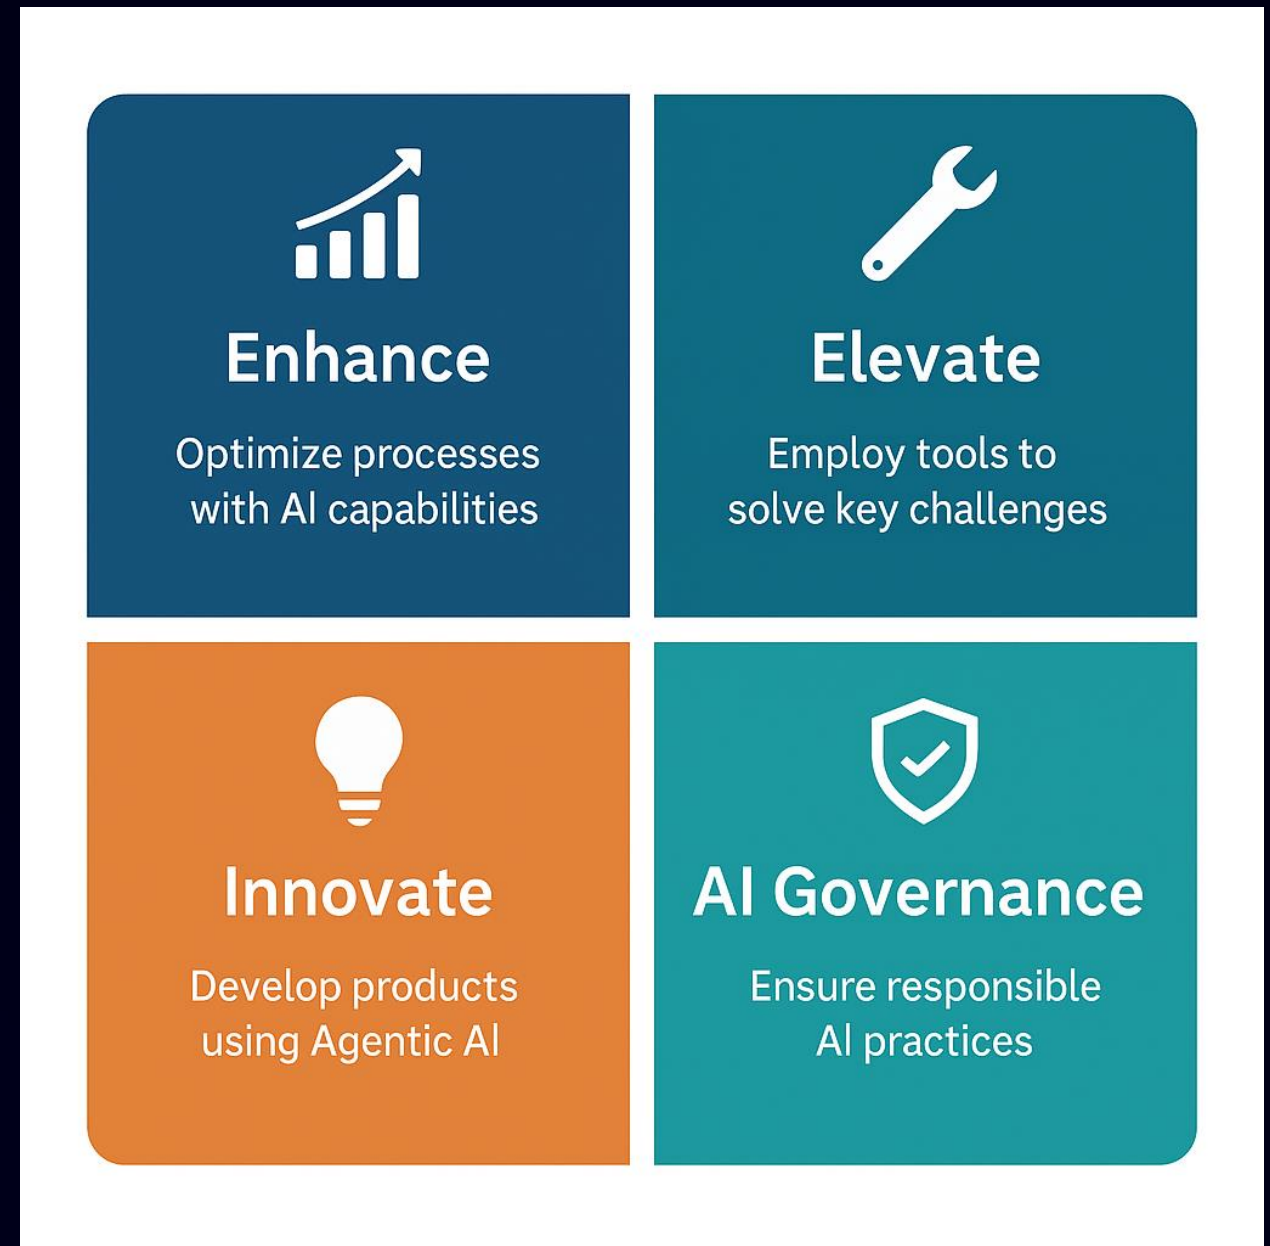 Enhance
Optimize processes
with AI capabilities
Elevate
Employ tools to
solve key challenges
Innovate
Develop products
using Agentic AI
AI Governance
Ensure responsible
AI practices